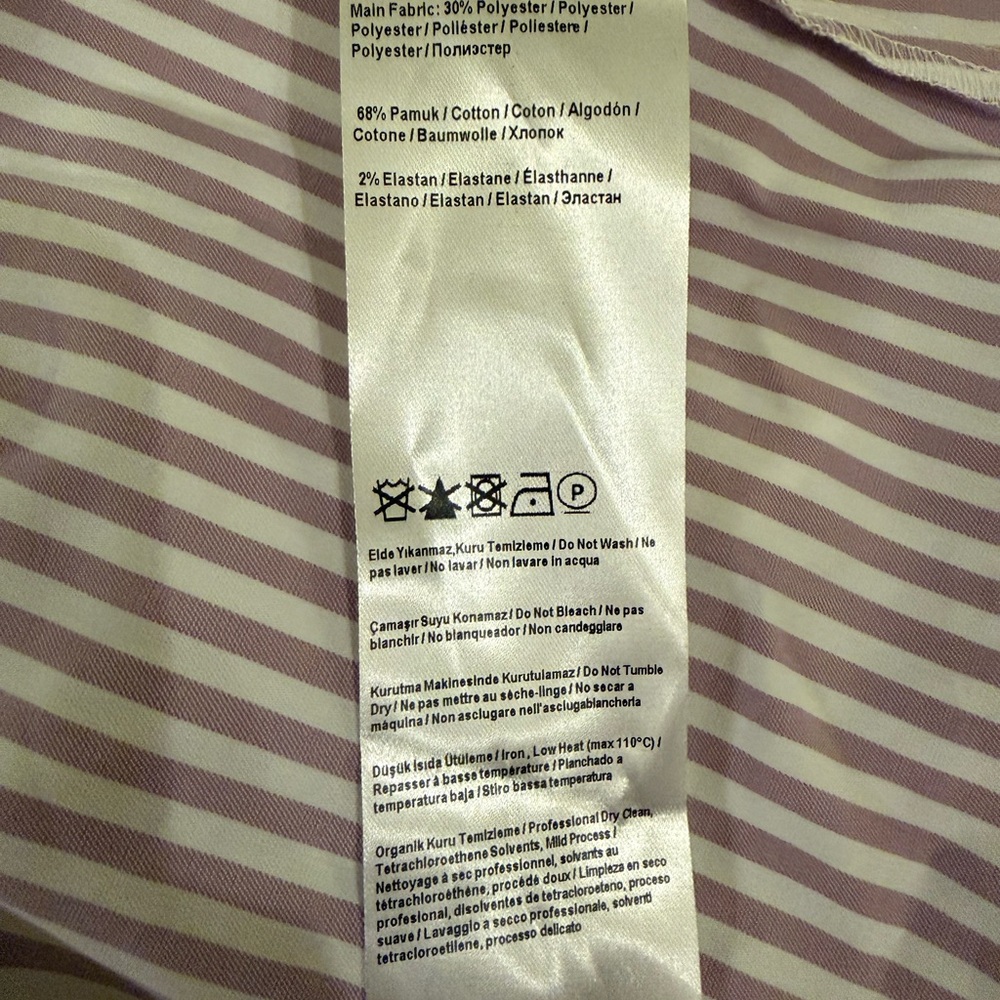 Main Fabric: 30% Polyester / Polyester /
Polyester / Poliéster / Poliestere /
Polyester / Полиэстер
68% Pamuk / Cotton / Coton / Algodón /
Cotone / Baumwolle / Хлопок
2% Elastan / Elastane / Élasthanne /
Elastano / Elastan / Elastan / Эластан
P
Elde Yıkanmaz,Kuru Temizleme / Do Not Wash / Ne
pas laver / No lavar / Non lavare in acqua
Çamaşır Suyu Konamaz / Do Not Bleach / Ne pas
blanchir / No blanqueador / Non candeggiare
Kurutma Makinesinde Kurutulamaz / Do Not Tumble
Dry / Ne pas mettre au sèche-linge / No secar a
máquina / Non asciugare nell'asciugabiancheria
Düşük Isıda Ütüleme / Iron , Low Heat (max 110°C) /
Repasser à basse température / Planchado a
temperatura baja / Stiro bassa temperatura
Organik Kuru Temizleme / Professional Dry Clean,
Tetrachloroethene Solvents, Mild Process /
Nettoyage à sec professionnel, solvants au
tétrachloroéthène, procédé doux / Limpieza en seco
profesional, disolventes de tetracloroeteno, proceso
suave / Lavaggio a secco professionale, solventi
tetracloroetilene, processo delicato